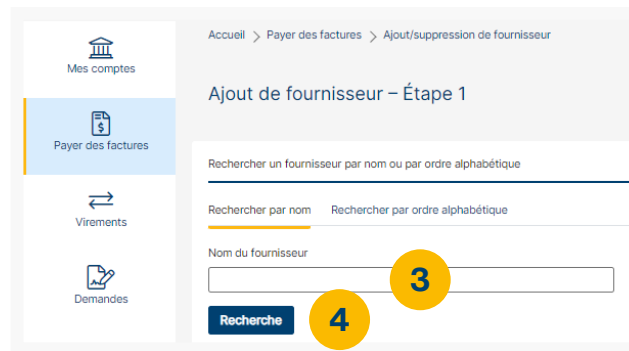 Mes comptes
Payer des factures
Virements
Demandes
Accueil > Payer des factures > Ajout/suppression de fournisseur
Ajout de fournisseur – Étape 1
Rechercher un fournisseur par nom ou par ordre alphabétique
Rechercher par nom Rechercher par ordre alphabétique
Nom du fournisseur
3
Recherche 4